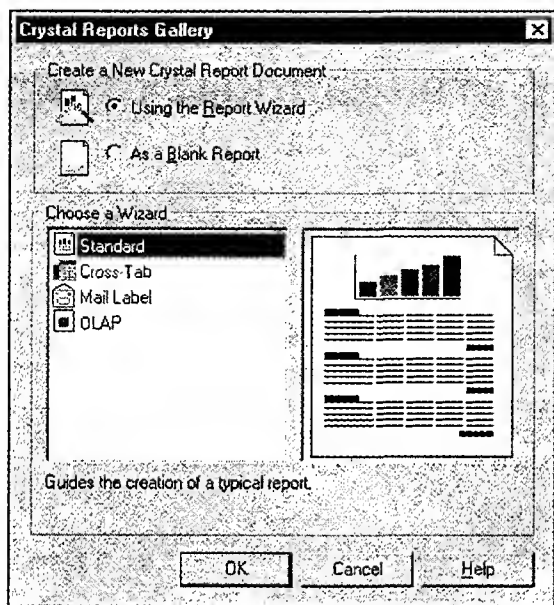 Crystal Reports Gallery
Create a New Crystal Report Document
Using the Report Wizard
As a Blank Report
Choose a Wizard
Standard
Cross-Tab
Mail Label
OLAP
Guides the creation of a typical report.
OK
Cancel
Help